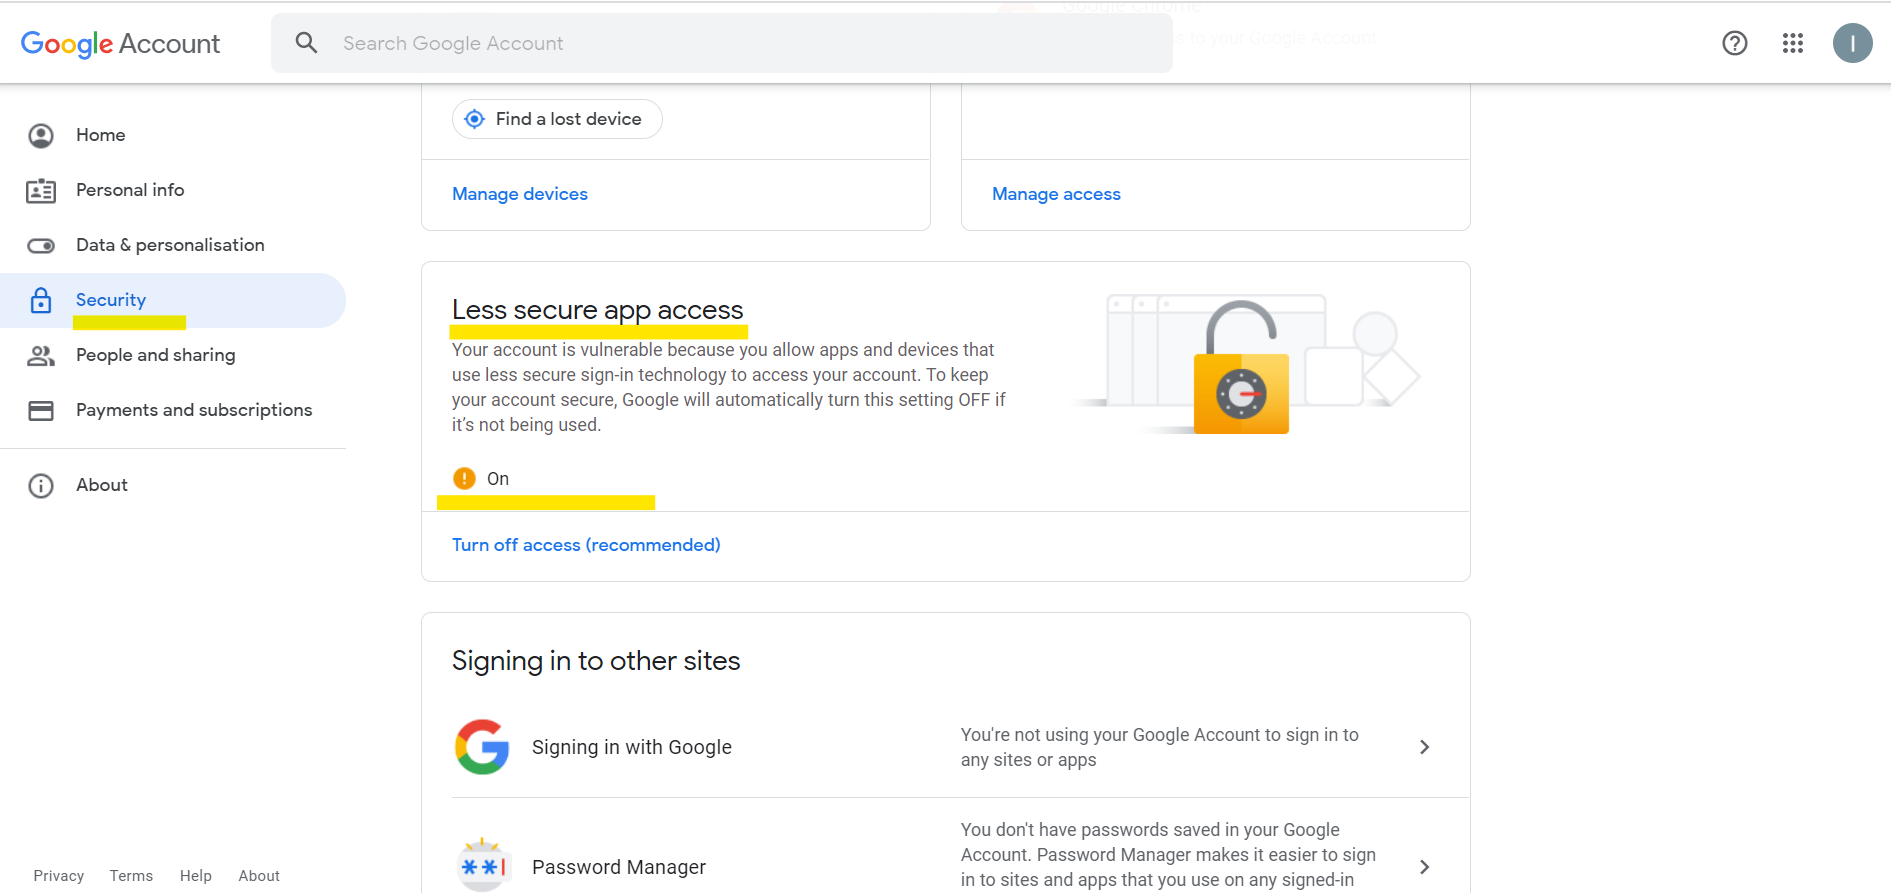 Google Chrome
Google Account
Search Google Account
s to your Google Account
I
Home
Personal info
Data & personalisation
Security
People and sharing
Payments and subscriptions
About
Find a lost device
Manage devices
Manage access
Less secure app access
Your account is vulnerable because you allow apps and devices that
use less secure sign-in technology to access your account. To keep
your account secure, Google will automatically turn this setting OFF if
it’s not being used.
On
Turn off access (recommended)
Signing in to other sites
Signing in with Google
You're not using your Google Account to sign in to
any sites or apps
Password Manager
You don't have passwords saved in your Google
Account. Password Manager makes it easier to sign
in to sites and apps that you use on any signed-in
Privacy Terms Help About